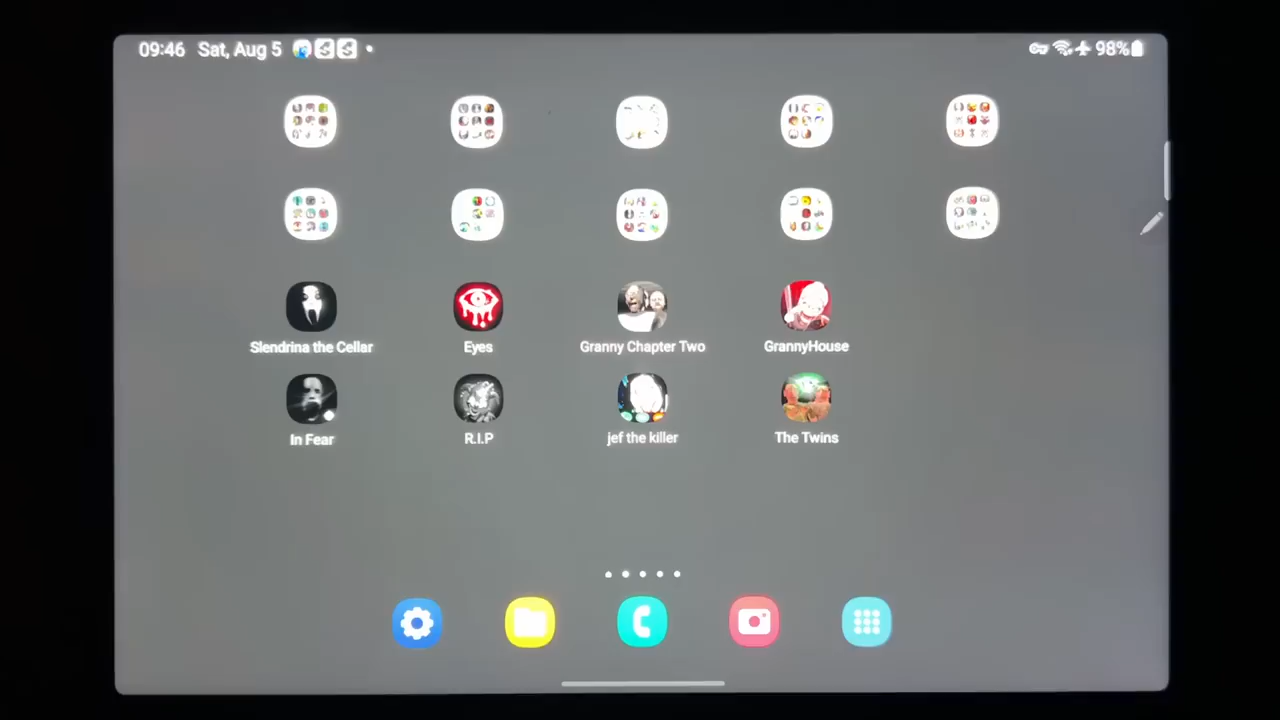 09:46 Sat, Aug 5 98%
Slendrina the Cellar Eyes Granny Chapter Two GrannyHouse
In Fear R.I.P jef the killer The Twins